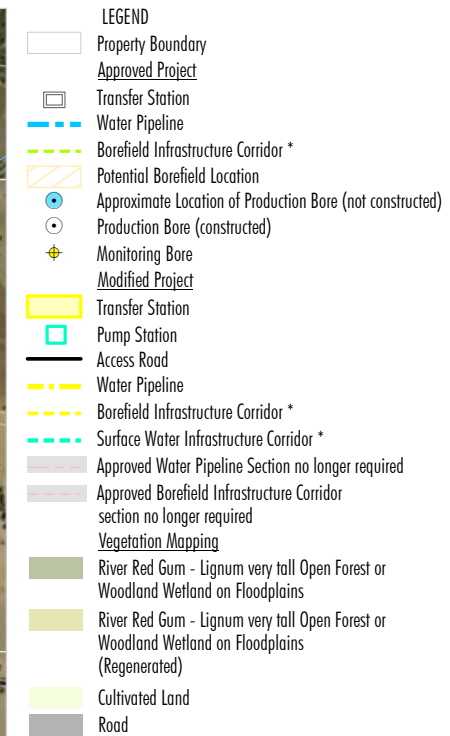 LEGEND
Property Boundary
Approved Project
Transfer Station
Water Pipeline
Borefield Infrastructure Corridor *
Potential Borefield Location
Approximate Location of Production Bore (not constructed)
Production Bore (constructed)
Monitoring Bore
Modified Project
Transfer Station
Pump Station
Access Road
Water Pipeline
Borefield Infrastructure Corridor *
Surface Water Infrastructure Corridor *
Approved Water Pipeline Section no longer required
Approved Borefield Infrastructure Corridor
section no longer required
Vegetation Mapping
River Red Gum - Lignum very tall Open Forest or
Woodland Wetland on Floodplains
River Red Gum - Lignum very tall Open Forest or
Woodland Wetland on Floodplains
(Regenerated)
Cultivated Land
Road